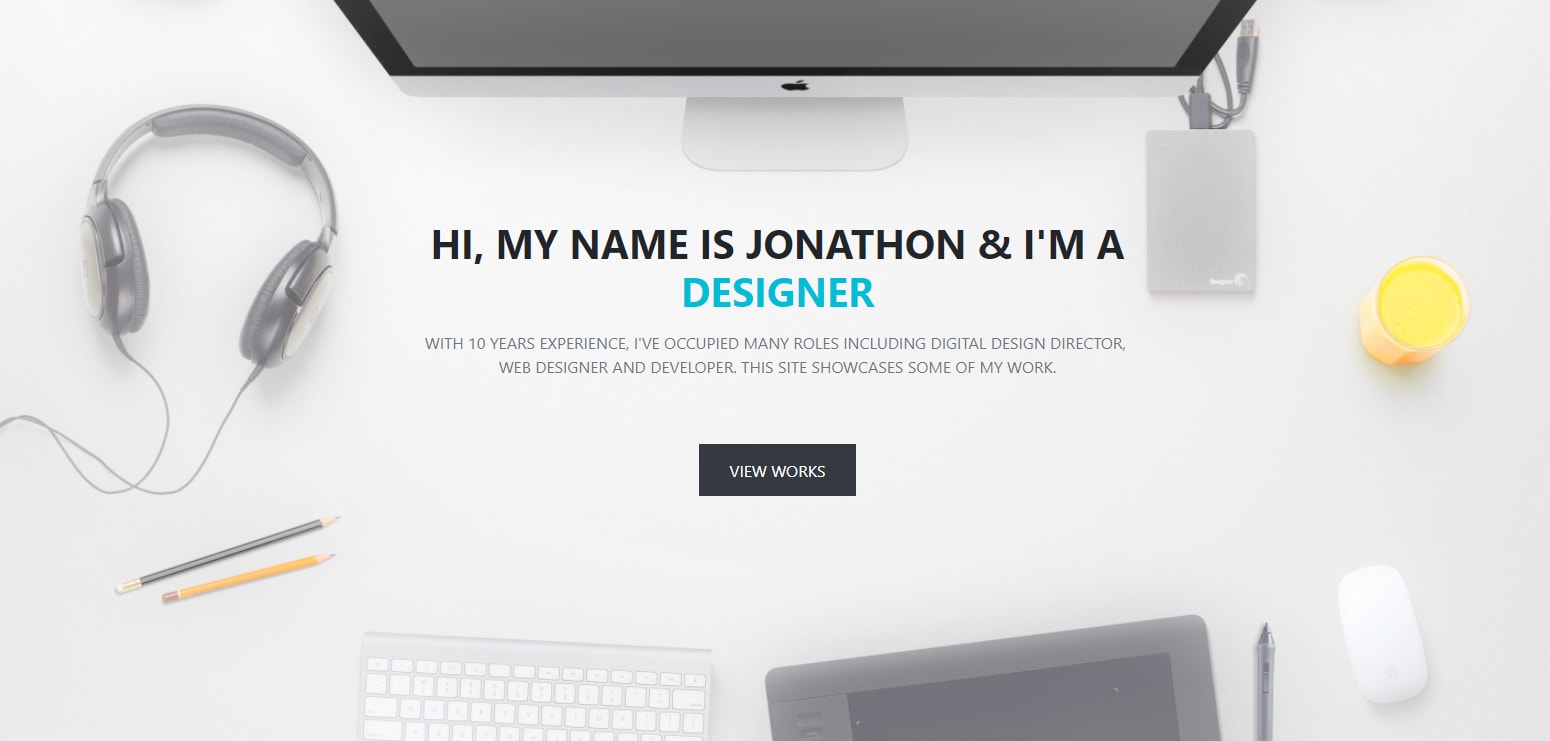 Seagate
HI, MY NAME IS JONATHON & I'M A
DESIGNER
WITH 10 YEARS EXPERIENCE, I'VE OCCUPIED MANY ROLES INCLUDING DIGITAL DESIGN DIRECTOR,
WEB DESIGNER AND DEVELOPER. THIS SITE SHOWCASES SOME OF MY WORK.
VIEW WORKS